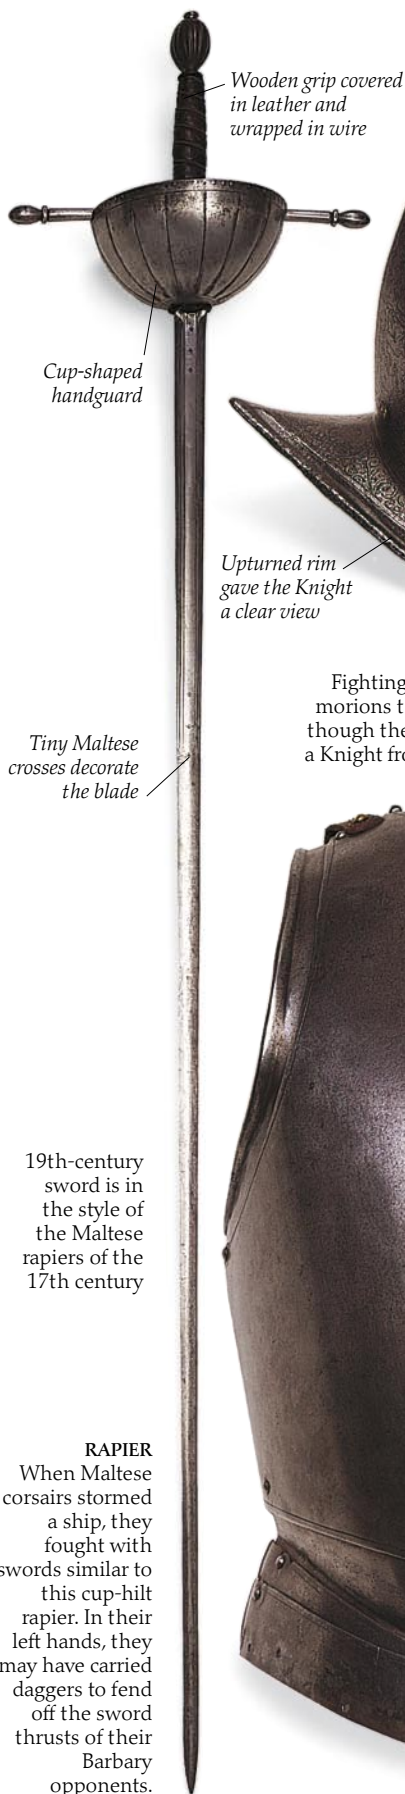 Wooden grip covered
in leather and
wrapped in wire
Cup-shaped
handguard
Upturned rim
gave the Knight
a clear view
Fighting
morions t
though the
a Knight fro
Tiny Maltese
crosses decorate
the blade
19th-century
sword is in
the style of
the Maltese
rapiers of the
17th century
RAPIER
When Maltese
corsairs stormed
a ship, they
fought with
swords similar to
this cup-hilt
rapier. In their
left hands, they
may have carried
daggers to fend
off the sword
thrusts of their
Barbary
opponents.